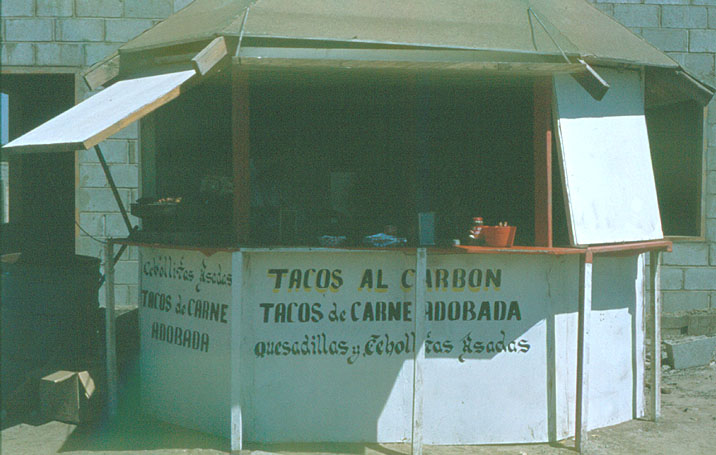 Cebollitas Asadas
TACOS de CARNE
ADOBADA
TACOS AL CARBON
TACOS de CARNE ADOBADA
Quesadillas y Cebollitas Asadas